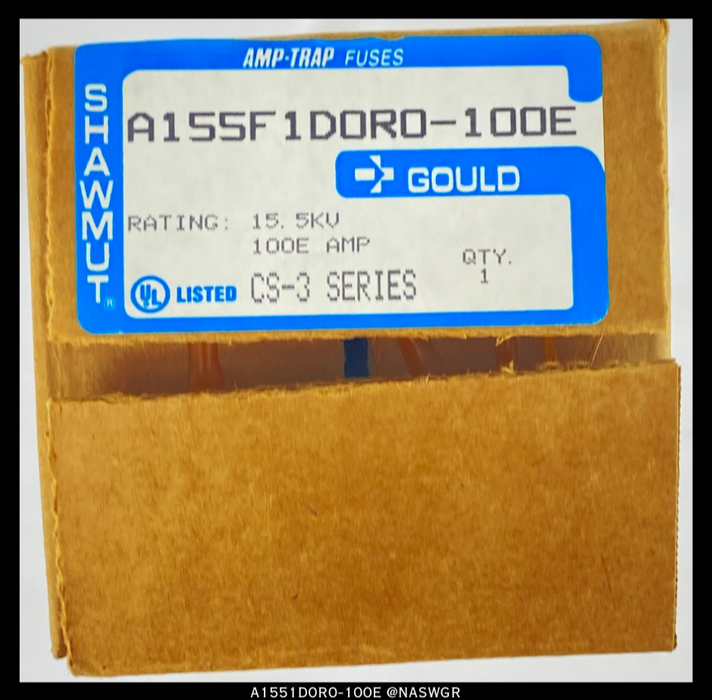 AMP-TRAP FUSES
SHAWMUT®
A155F1DORO-100E
GOULD
RATING: 15.5KV
100E AMP
QTY.
1
UL LISTED CS-3 SERIES
A1551DORO-100E @NASWGR